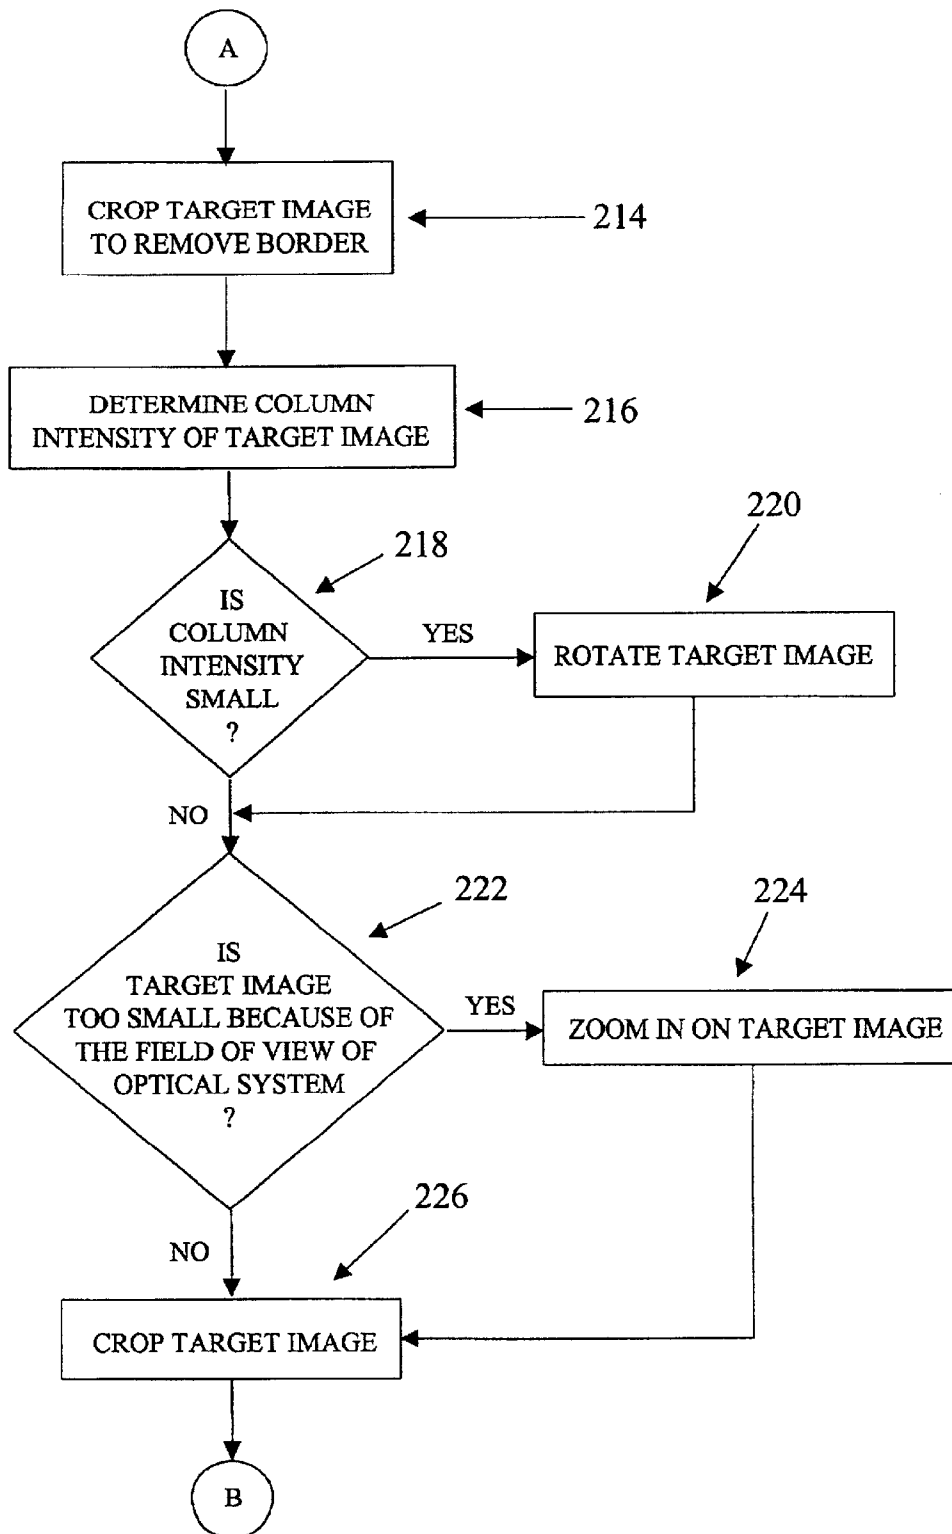 A
CROP TARGET IMAGE
TO REMOVE BORDER
214
DETERMINE COLUMN
INTENSITY OF TARGET IMAGE
216
218
220
IS
COLUMN
INTENSITY
SMALL
?
YES
ROTATE TARGET IMAGE
NO
222
224
IS
TARGET IMAGE
TOO SMALL BECAUSE OF
THE FIELD OF VIEW OF
OPTICAL SYSTEM
?
YES
ZOOM IN ON TARGET IMAGE
226
NO
CROP TARGET IMAGE
B